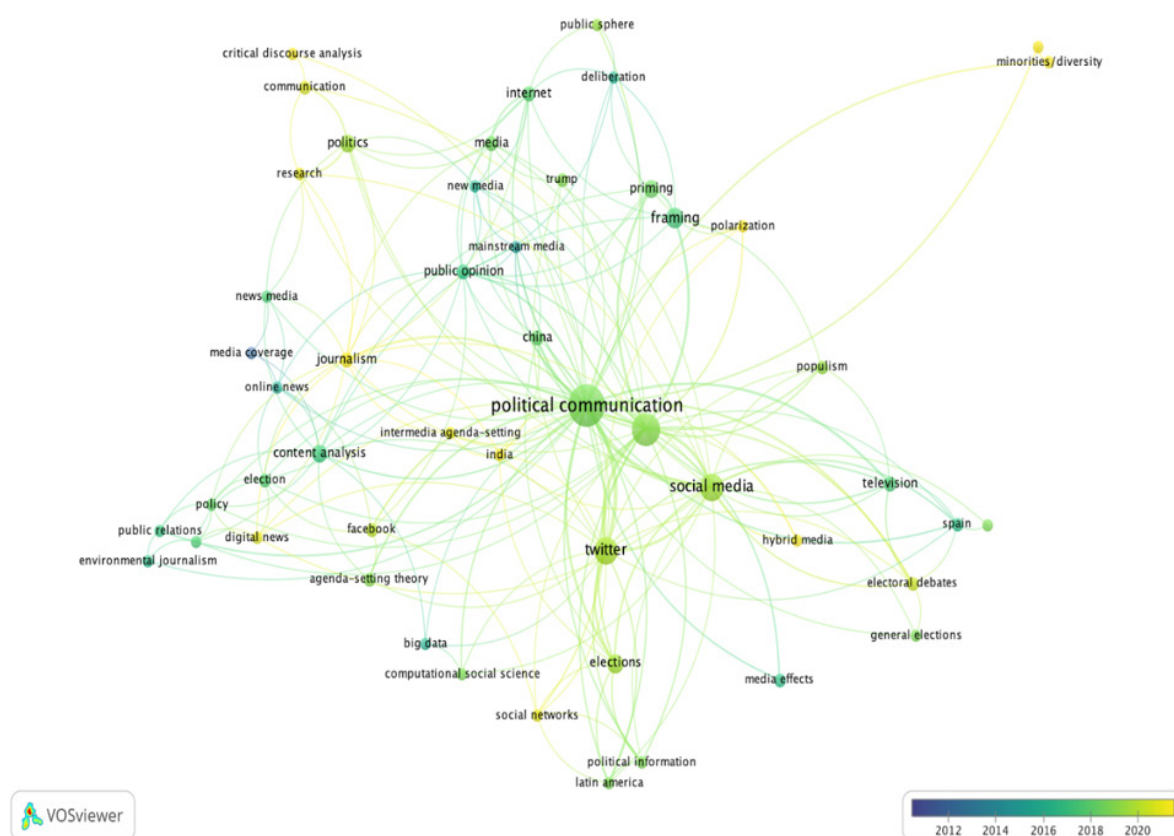 public sphere
critical discourse analysis
minorities/diversity
deliberation
communication
internet
politics
media
research
new media
trump
priming
framing
polarization
mainstream media
public opinion
news media
china
media coverage
journalism
populism
online news
political communication
intermedia agenda-setting
content analysis
india
election
social media
television
policy
public relations
digital news
facebook
hybrid media
spain
twitter
environmental journalism
agenda-setting theory
electoral debates
general elections
big data
elections
computational social science
media effects
social networks
political information
latin america
VOSviewer
2012 2014 2016 2018 2020